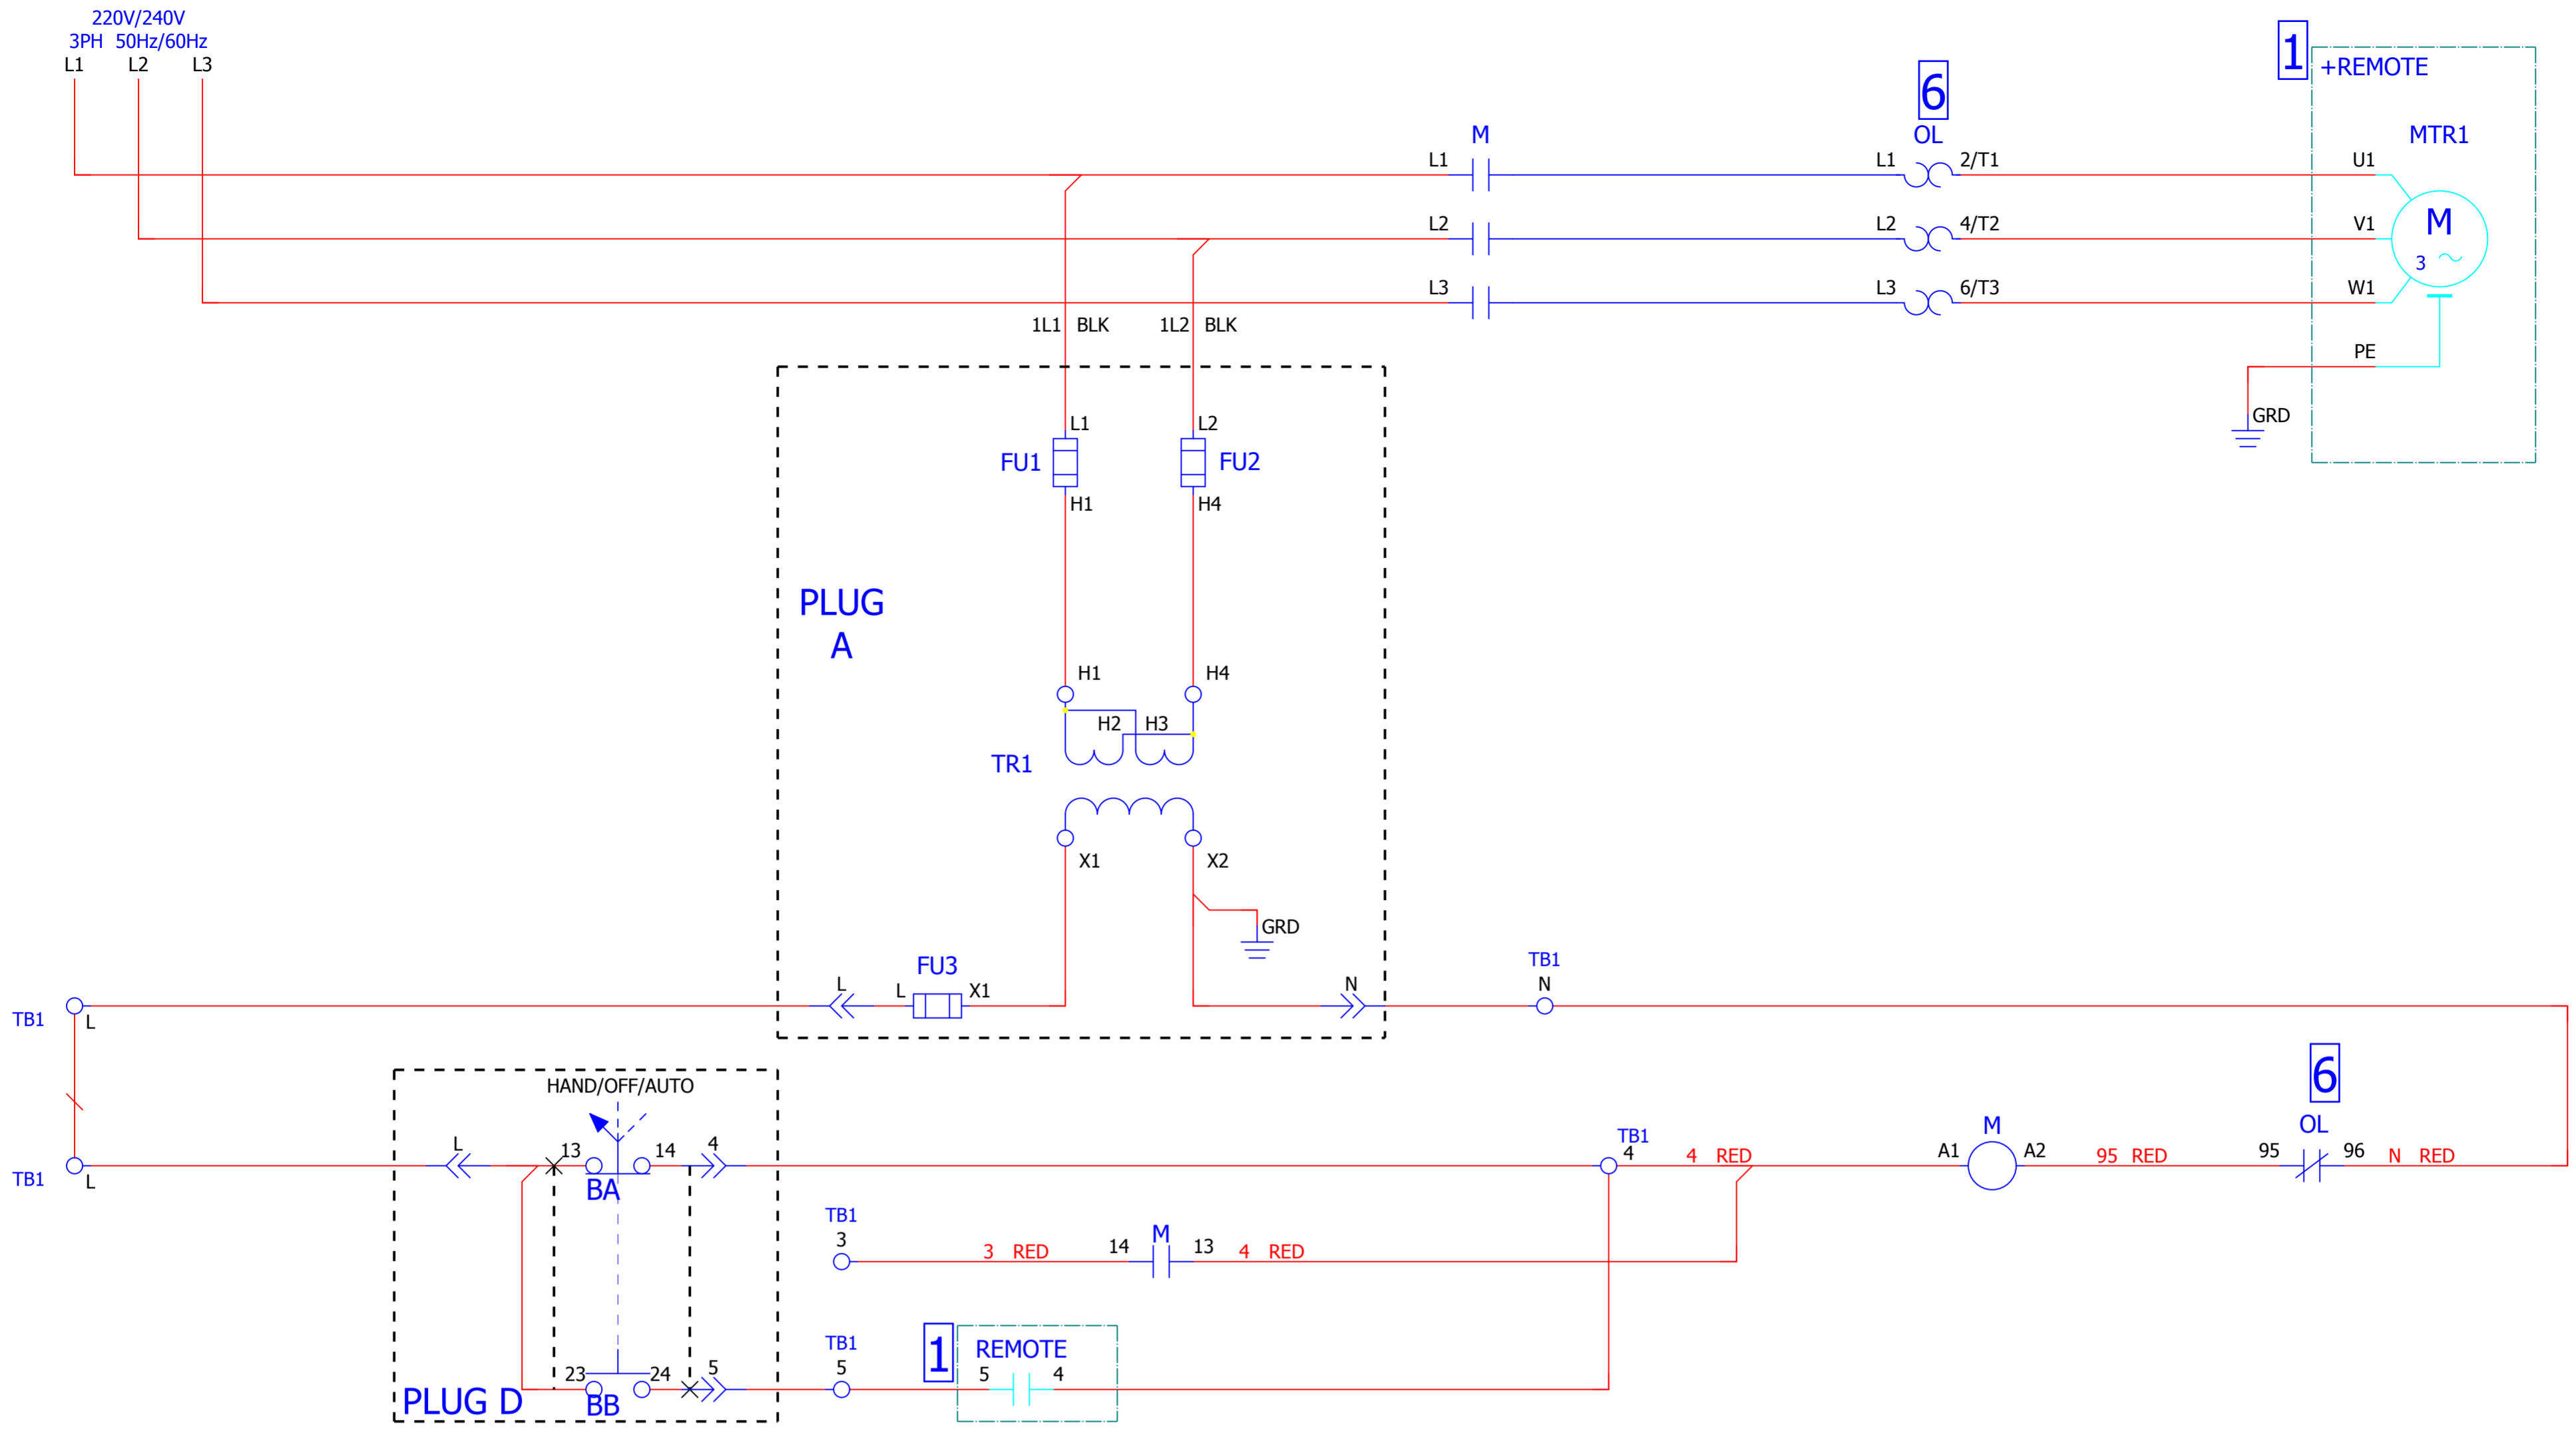 220V/240V
3PH 50Hz/60Hz
L1 L2 L3
1
+REMOTE
6
OL
M
MTR1
L1 L1 2/T1 U1
M
3
L2 L2 4/T2 V1
L3 L3 6/T3 W1
1L1 BLK 1L2 BLK
PE
GRD
L1 L2
FU1 FU2
H1 H4
PLUG
A
H1 H4
H2 H3
TR1
X1 X2
GRD
FU3
L L X1 N
TB1
N
TB1 L
HAND/OFF/AUTO
6
OL
M
TB1
L 13 14 4
4 4 RED A1 A2 95 RED 95 96 N RED
TB1 L
BA
TB1
3
3 RED 14 M 13 4 RED
TB1
5
1
REMOTE
5 4
23 24 5
PLUG D
BB